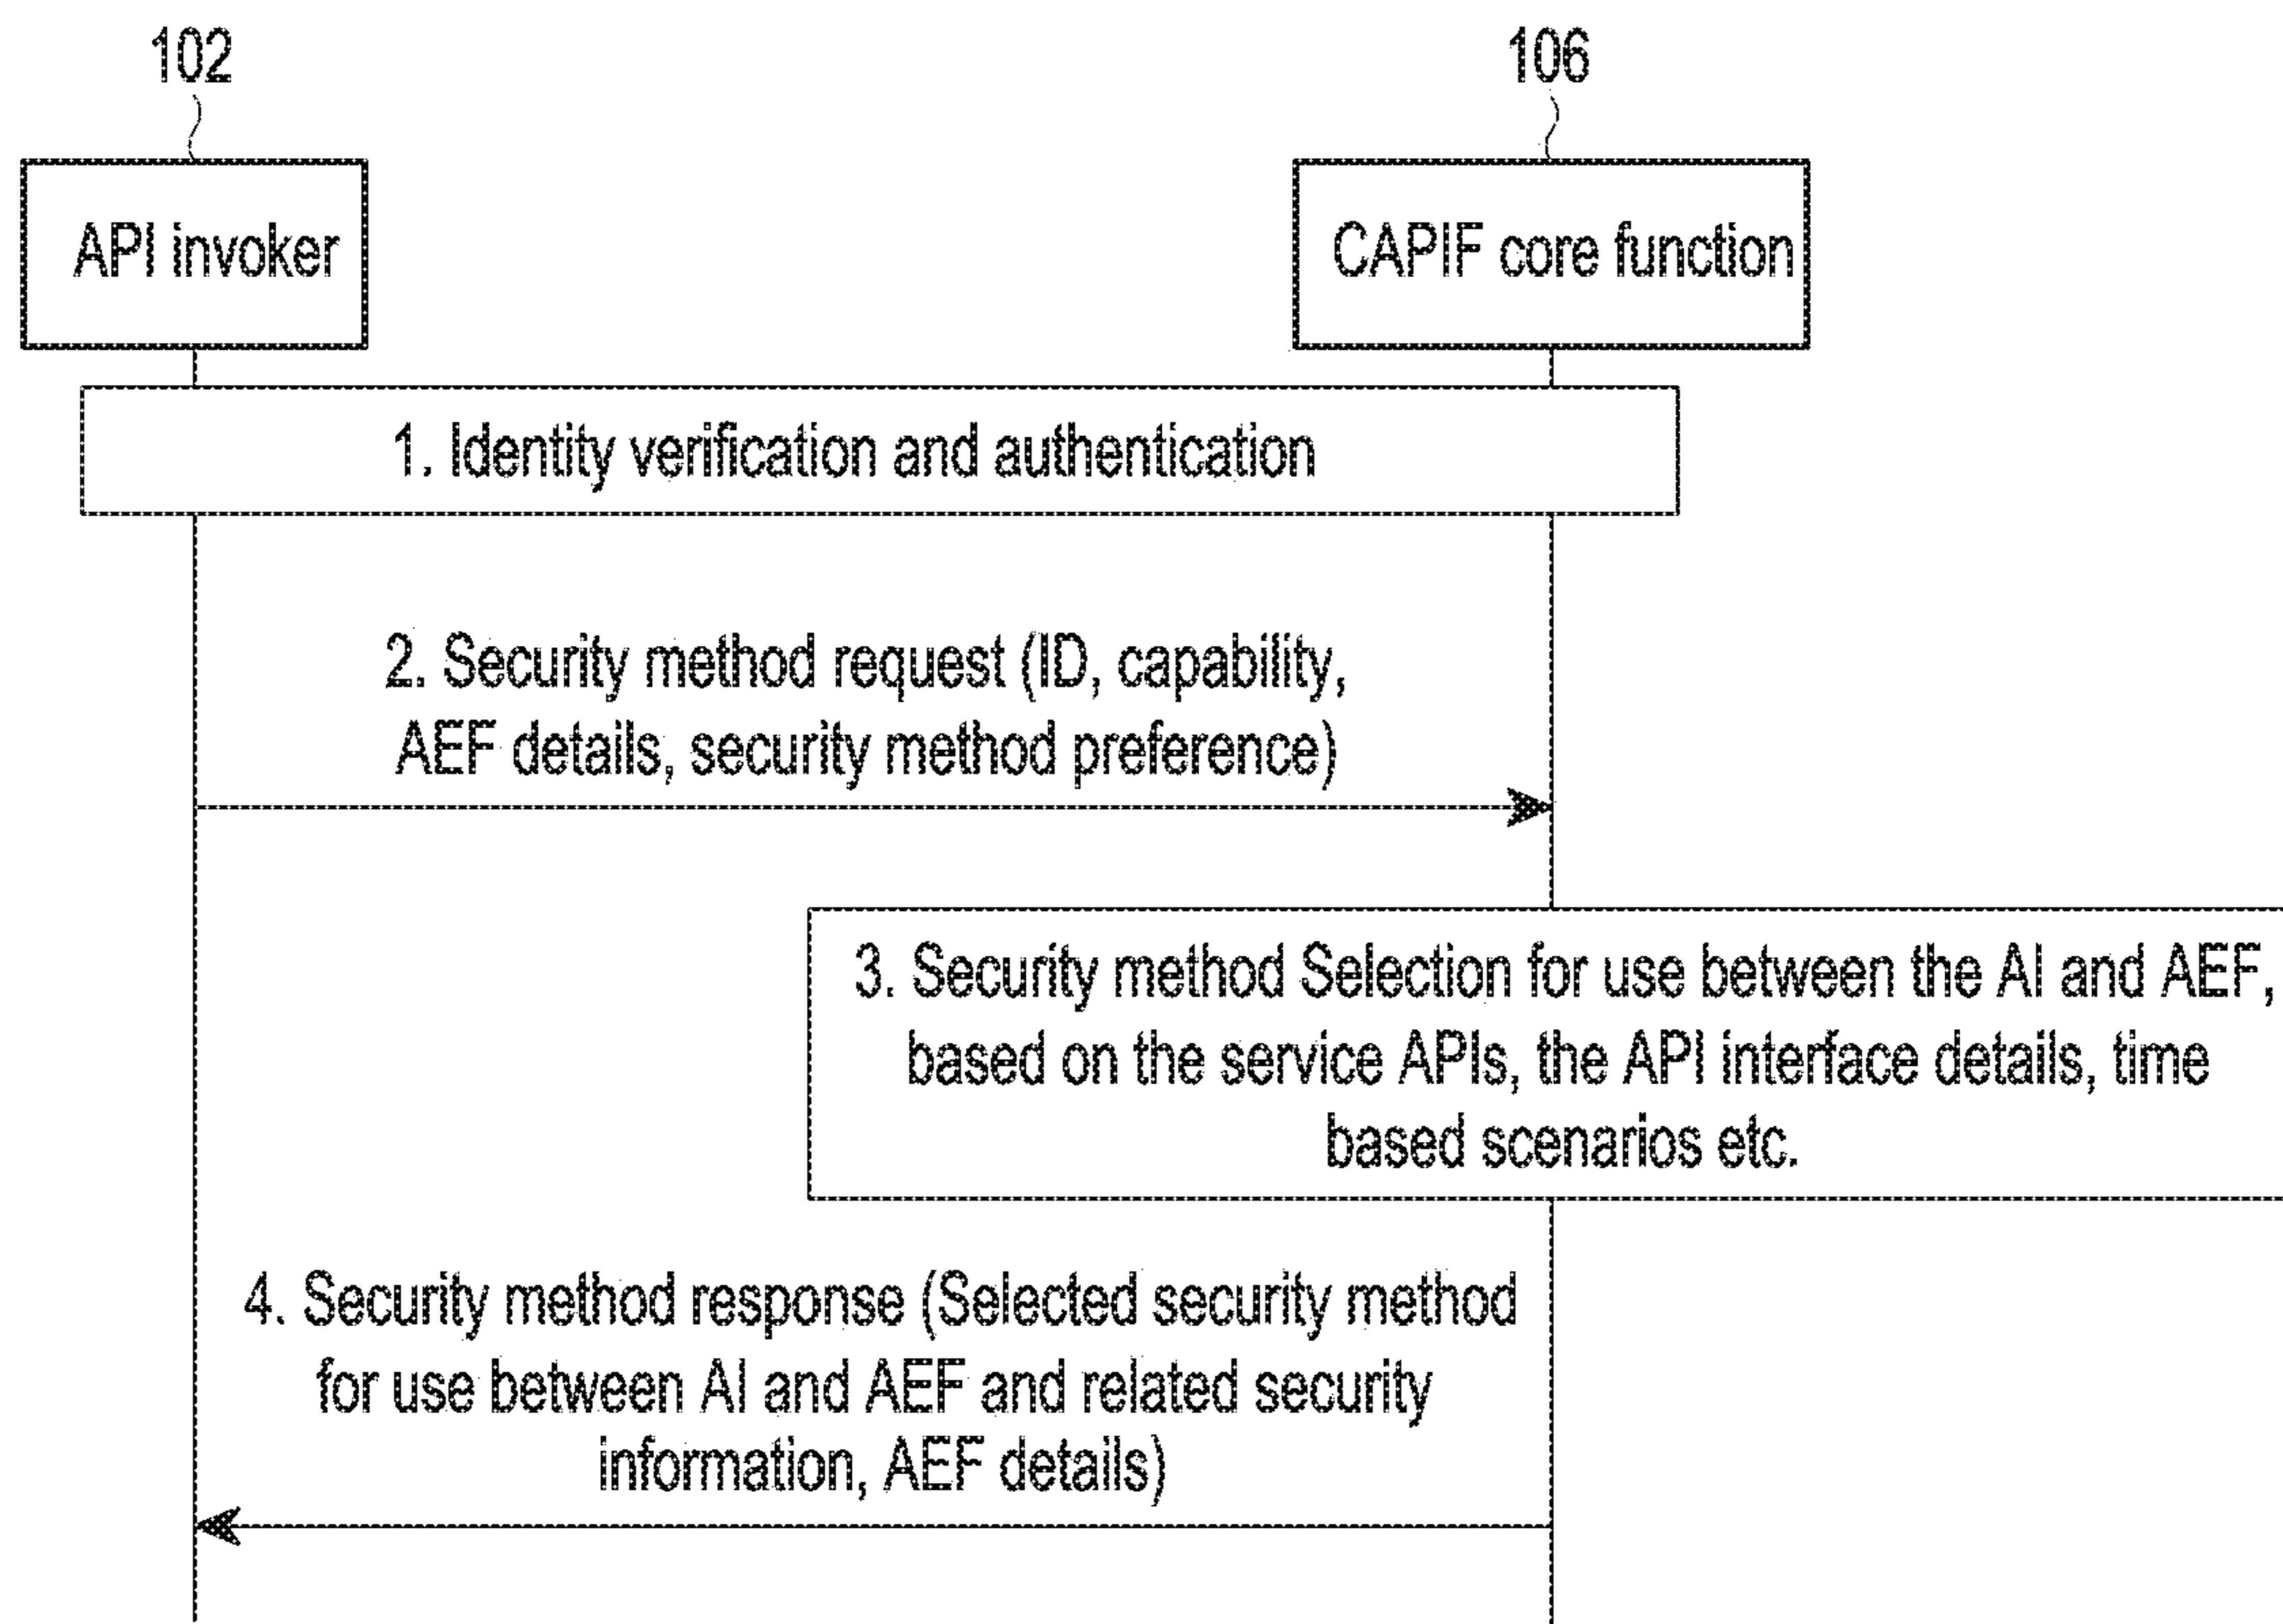 102
106
API invoker
CAPIF core function
1. Identity verification and authentication
2. Security method request (ID, capability,
AEF details, security method preference)
3. Security method Selection for use between the AI and AEF,
based on the service APIs, the API interface details, time
based scenarios etc.
4. Security method response (Selected security method
for use between AI and AEF and related security
information, AEF details)